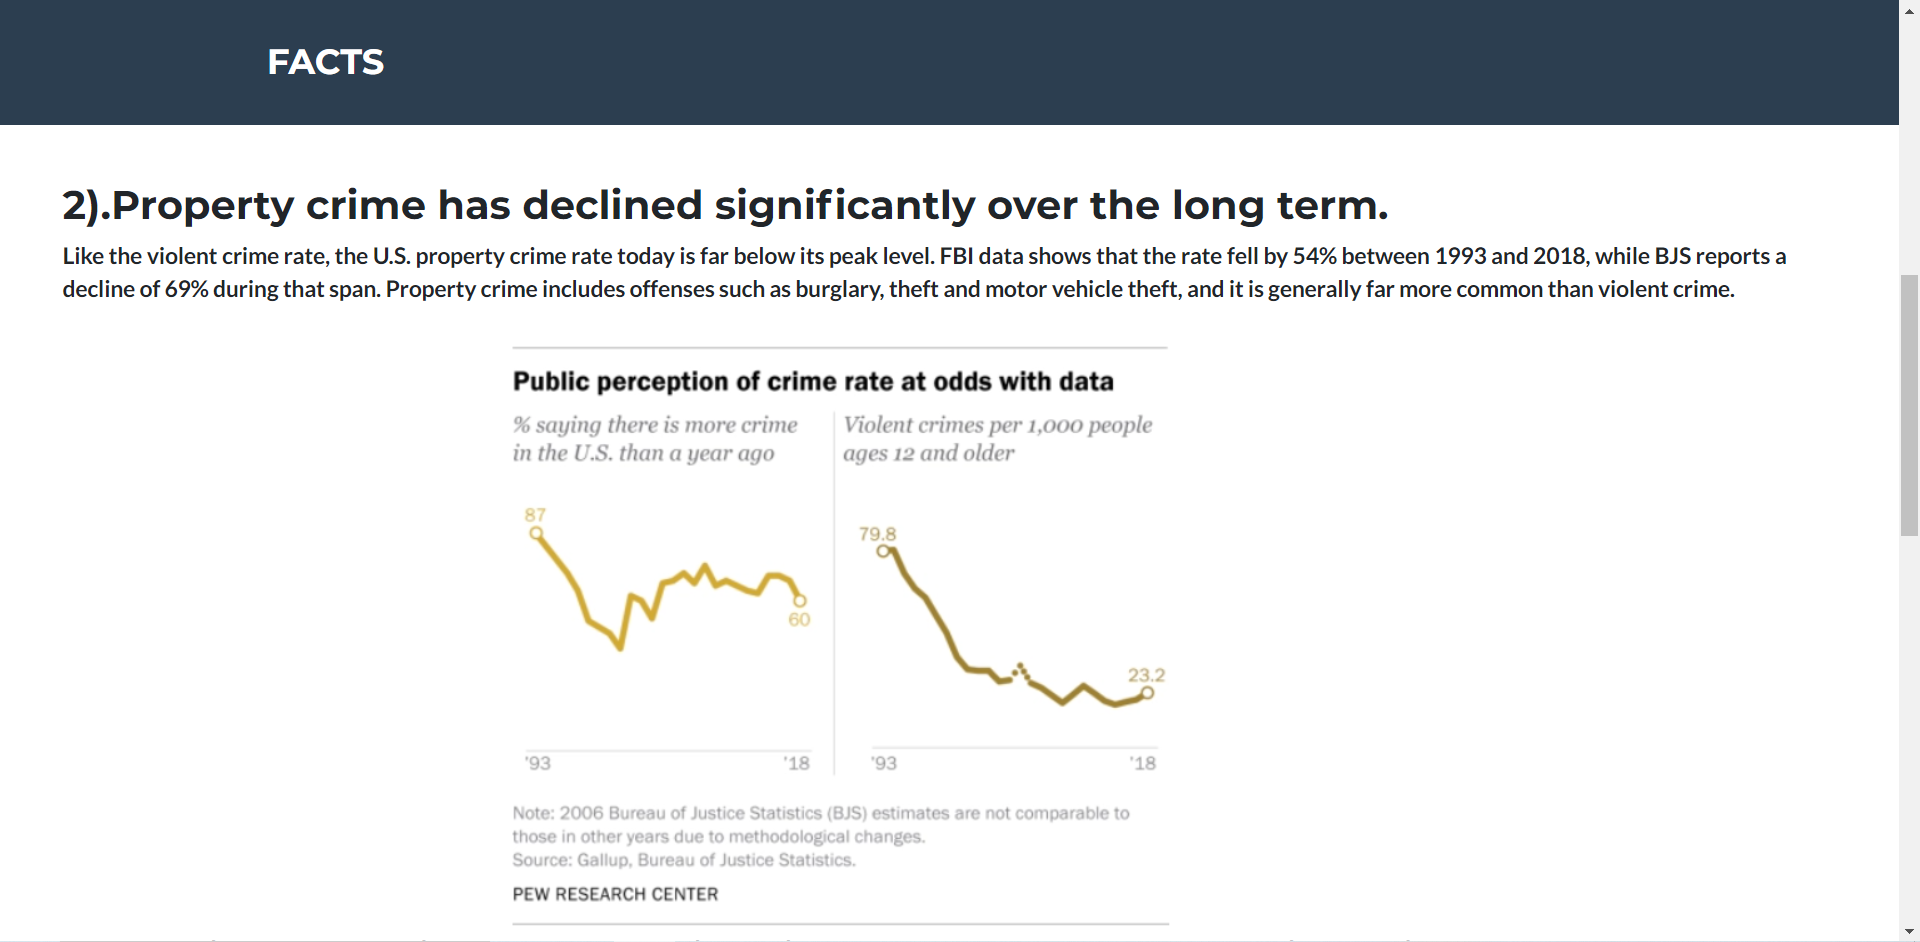 FACTS
2).Property crime has declined significantly over the long term.
Like the violent crime rate, the U.S. property crime rate today is far below its peak level. FBI data shows that the rate fell by 54% between 1993 and 2018, while BJS reports a
decline of 69% during that span. Property crime includes offenses such as burglary, theft and motor vehicle theft, and it is generally far more common than violent crime.
Public perception of crime rate at odds with data
% saying there is more crime
in the U.S. than a year ago
87
60
'93
'18
Violent crimes per 1,000 people
ages 12 and older
79.8
23.2
'93
'18
Note: 2006 Bureau of Justice Statistics (BJS) estimates are not comparable to
those in other years due to methodological changes.
Source: Gallup, Bureau of Justice Statistics.
PEW RESEARCH CENTER